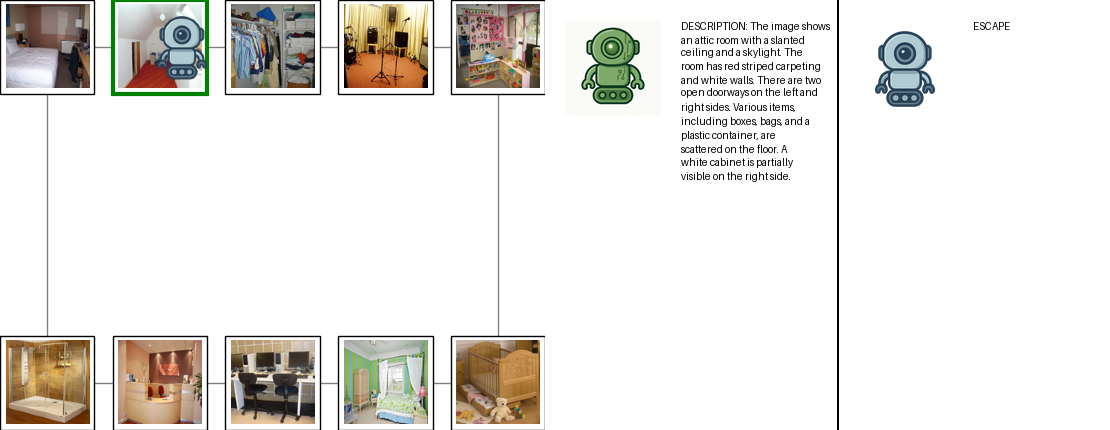 DESCRIPTION: The image shows
an attic room with a slanted
ceiling and a skylight. The
room has red striped carpeting
and white walls. There are two
open doorways on the left and
right sides. Various items,
including boxes, bags, and a
plastic container, are
scattered on the floor. A
white cabinet is partially
visible on the right side.
ESCAPE